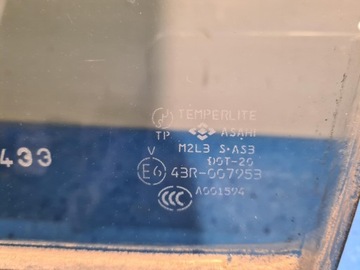 TEMPERLITE
TP ASAHI
M2L3 S•AS3
DOT-20
V
E6 43R-007953
CCC A001594
433